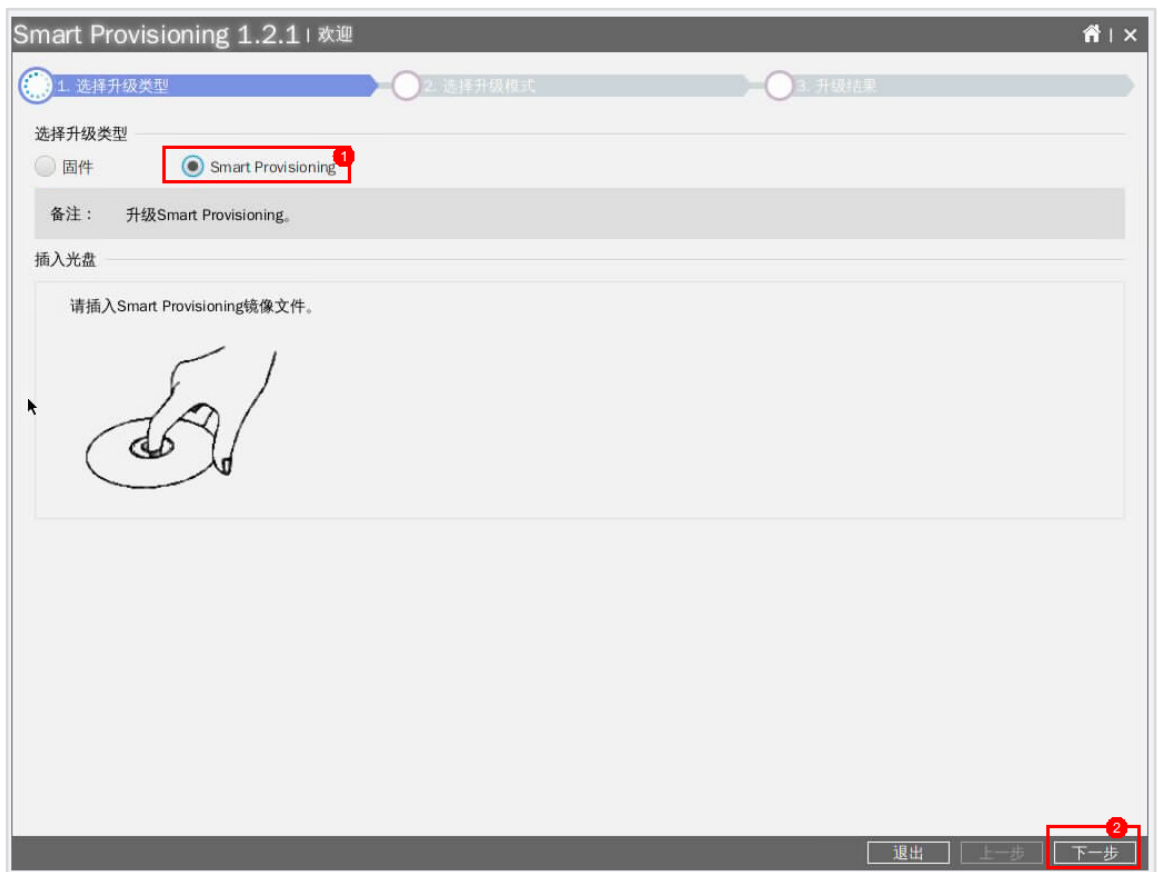 Smart Provisioning 1.2.1 | 欢迎
1. 选择升级类型 2. 选择升级模式 3. 升级结果
选择升级类型
固件 Smart Provisioning 1
备注： 升级Smart Provisioning。
插入光盘
请插入Smart Provisioning镜像文件。
2
退出 上一步 下一步